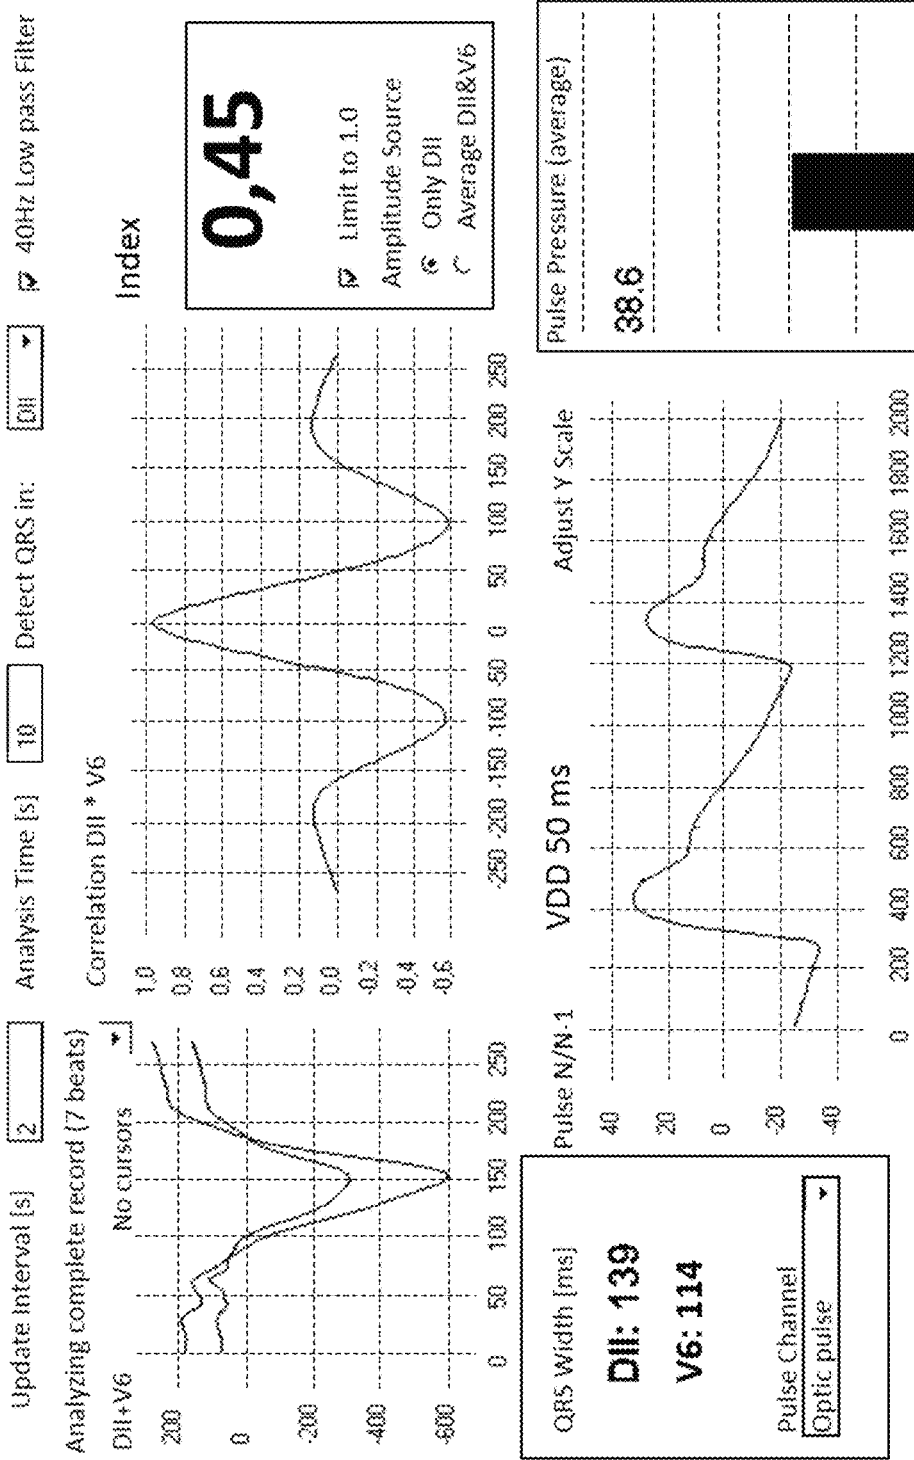 Update Interval [s] 2 Analysis Time [s] 10 Detect QRS in: DII 40Hz Low pass Filter
Analyzing complete record (7 beats)
DII+V6 No cursors
200
0
-200
-400
-600
0 50 100 150 200 250
Correlation DII * V6
1,0
0,8
0,6
0,4
0,2
0,0
-0,2
-0,4
-0,6
-250 -200 -150 -100 -50 0 50 100 150 200 250
Index
0,45
Limit to 1.0
Amplitude Source
Only DII
Average DII&V6
QRS Width [ms]
DII: 139
V6: 114
Pulse Channel
Optic pulse
Pulse N/N-1 VDD 50 ms Adjust Y Scale
40
20
0
-20
-40
0 200 400 600 800 1000 1200 1400 1600 1800 2000
Pulse Pressure (average)
38.6